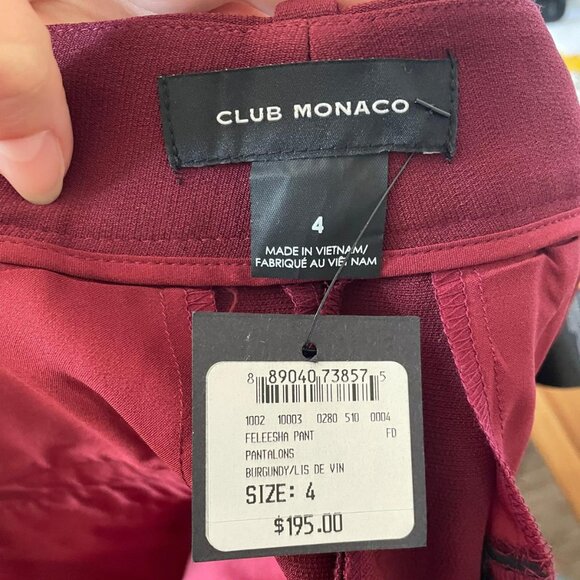 CLUB MONACO
4
MADE IN VIETNAM/
FABRIQUÉ AU VIET NAM
8 89040 73857 5
1002 10003 0280 510 0004
FELEESHA PANT FD
PANTALONS
BURGUNDY/LIS DE VIN
SIZE: 4
$195.00